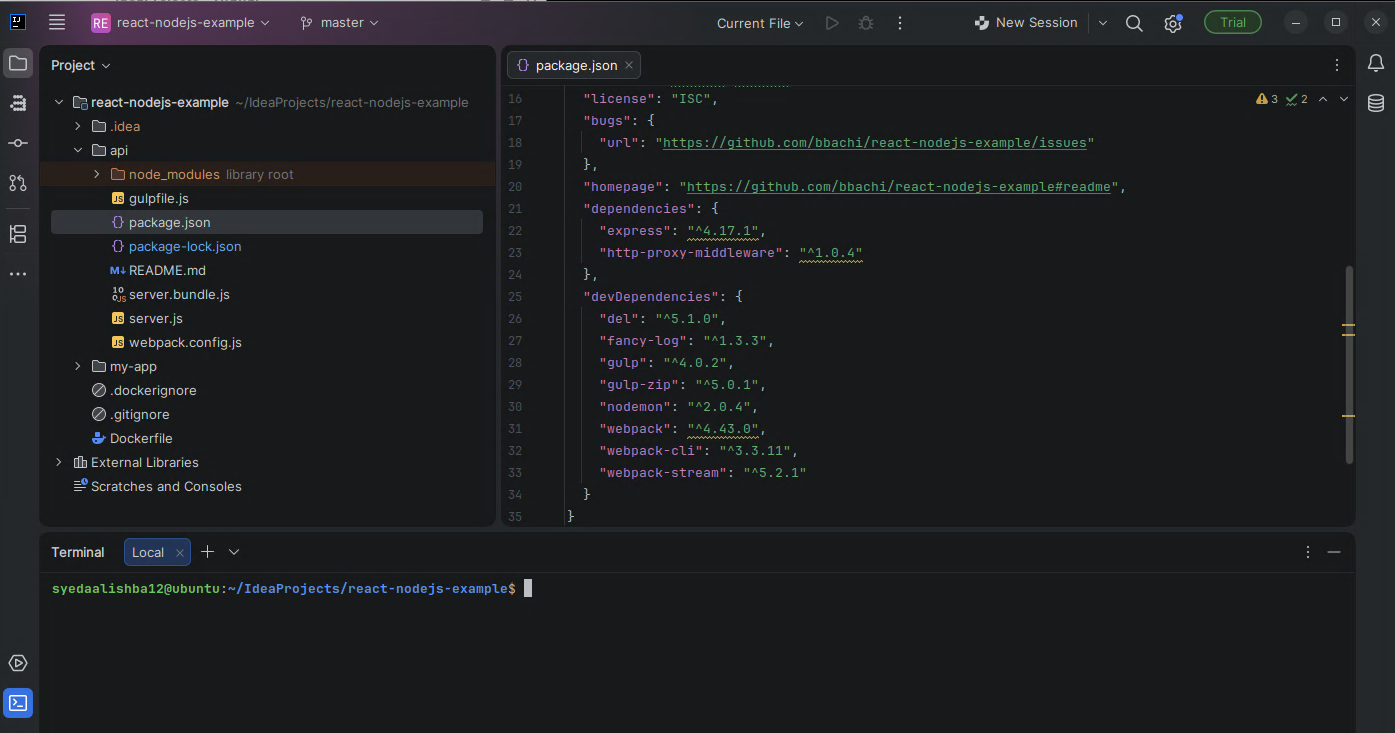 RE react-nodejs-example
master
Current File
New Session
Trial
Project
react-nodejs-example ~/IdeaProjects/react-nodejs-example
.idea
api
node_modules library root
JS gulpfile.js
{} package.json
{} package-lock.json
M↓ README.md
server.bundle.js
JS server.js
JS webpack.config.js
my-app
.dockerignore
.gitignore
Dockerfile
External Libraries
Scratches and Consoles
{} package.json
3 2
16 "license": "ISC",
17 "bugs": {
18 "url": "https://github.com/bbachi/react-nodejs-example/issues"
19 },
20 "homepage": "https://github.com/bbachi/react-nodejs-example#readme",
21 "dependencies": {
22 "express": "^4.17.1",
23 "http-proxy-middleware": "^1.0.4"
24 },
25 "devDependencies": {
26 "del": "^5.1.0",
27 "fancy-log": "^1.3.3",
28 "gulp": "^4.0.2",
29 "gulp-zip": "^5.0.1",
30 "nodemon": "^2.0.4",
31 "webpack": "^4.43.0",
32 "webpack-cli": "^3.3.11",
33 "webpack-stream": "^5.2.1"
34 }
35 }
Terminal
Local
syedaalishba12@ubuntu:~/IdeaProjects/react-nodejs-example$